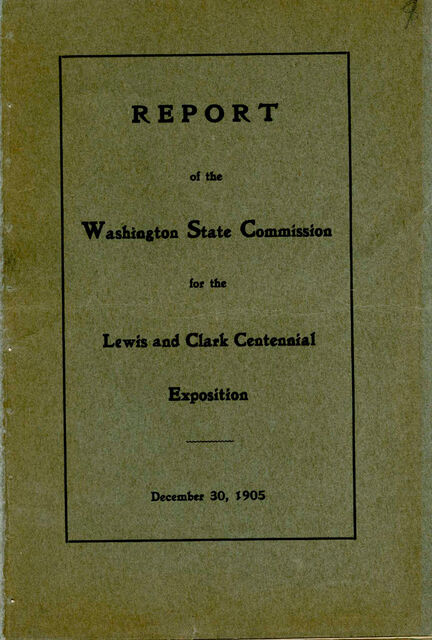 REPORT
of the
Washington State Commission
for the
Lewis and Clark Centennial
Exposition
December 30, 1905